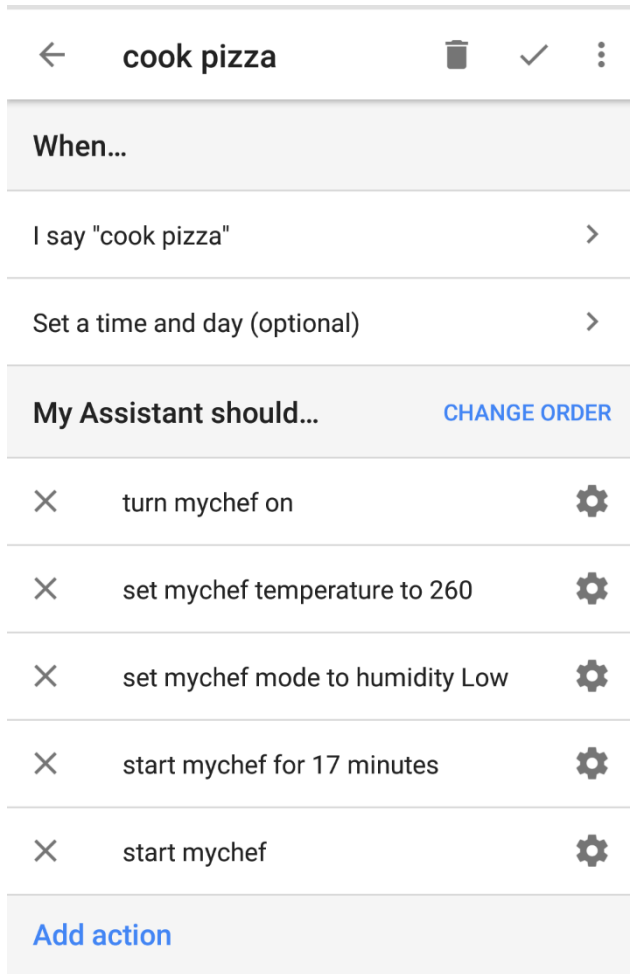 cook pizza
When...
I say "cook pizza"
Set a time and day (optional)
My Assistant should...
CHANGE ORDER
turn mychef on
set mychef temperature to 260
set mychef mode to humidity Low
start mychef for 17 minutes
start mychef
Add action